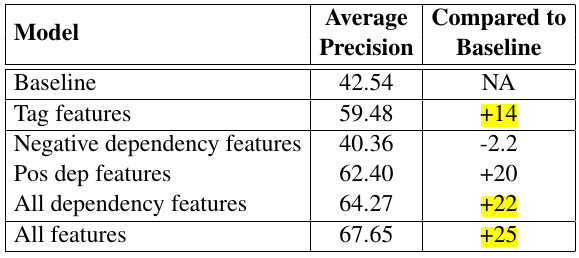 Model Average Precision Compared to Baseline
Baseline 42.54 NA
Tag features 59.48 +14
Negative dependency features 40.36 -2.2
Pos dep features 62.40 +20
All dependency features 64.27 +22
All features 67.65 +25